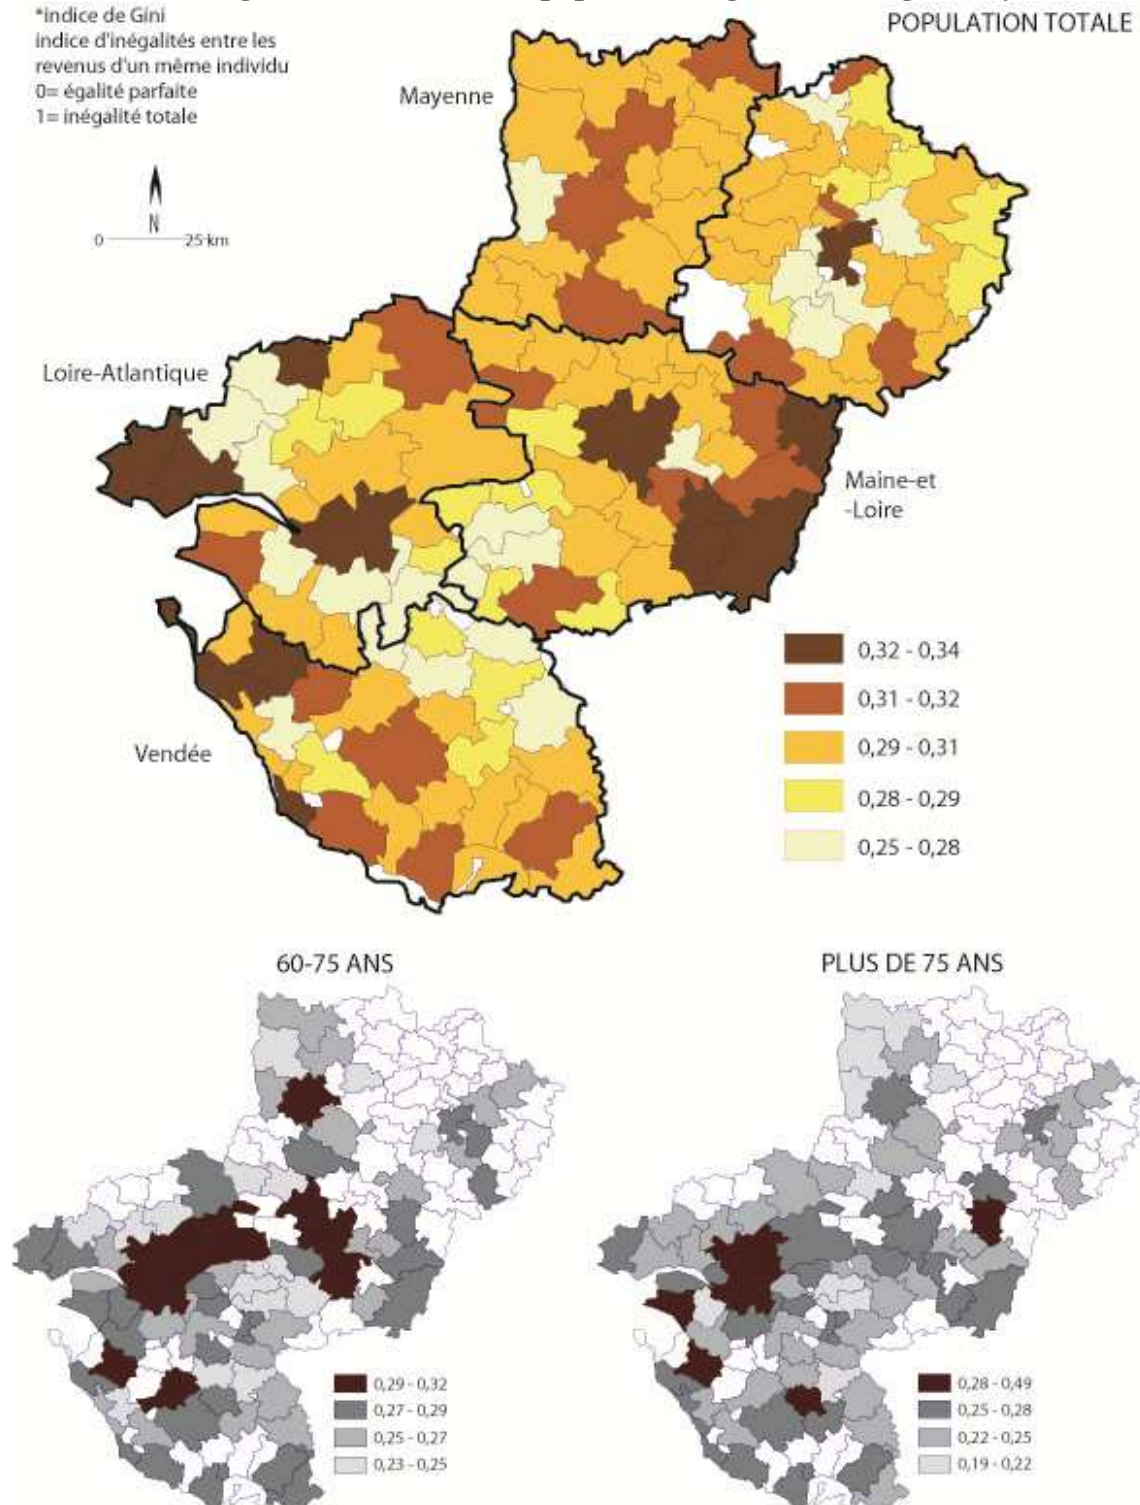 *indice de Gini
indice d'inégalités entre les
revenus d'un même individu
0= égalité parfaite
1= inégalité totale
POPULATION TOTALE
Mayenne
N
0 25 km
Loire-Atlantique
Maine-et
-Loire
Vendée
0,32 - 0,34
0,31 - 0,32
0,29 - 0,31
0,28 - 0,29
0,25 - 0,28
60-75 ANS
0,29 - 0,32
0,27 - 0,29
0,25 - 0,27
0,23 - 0,25
PLUS DE 75 ANS
0,28 - 0,49
0,25 - 0,28
0,22 - 0,25
0,19 - 0,22